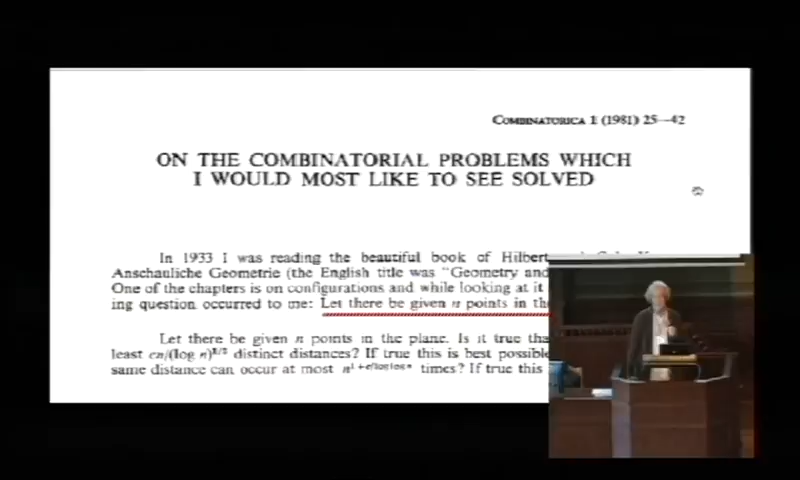 COMBINATORICA 1 (1981) 25—42
ON THE COMBINATORIAL PROBLEMS WHICH
I WOULD MOST LIKE TO SEE SOLVED
In 1933 I was reading the beautiful book of Hilbert
Anschauliche Geometrie (the English title was "Geometry and
One of the chapters is on configurations and while looking at it
ing question occurred to me: Let there be given n points in the
Let there be given n points in the plane. Is it true tha
least cn/(log n)^1/2 distinct distances? If true this is best possible
same distance can occur at most times? If true this